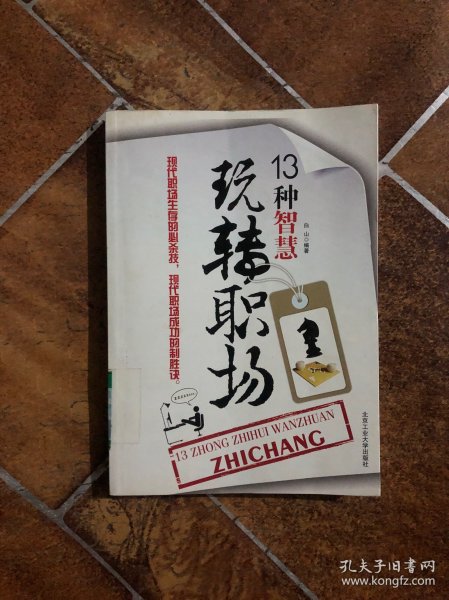 13种智慧
玩转职场
白山◎编著
现代职场生存的必杀技，现代职场成功的制胜诀。
13 ZHONG ZHIHUI WANZHUAN
ZHICHANG
北京工业大学出版社
孔夫子旧书网
www.kongfz.com